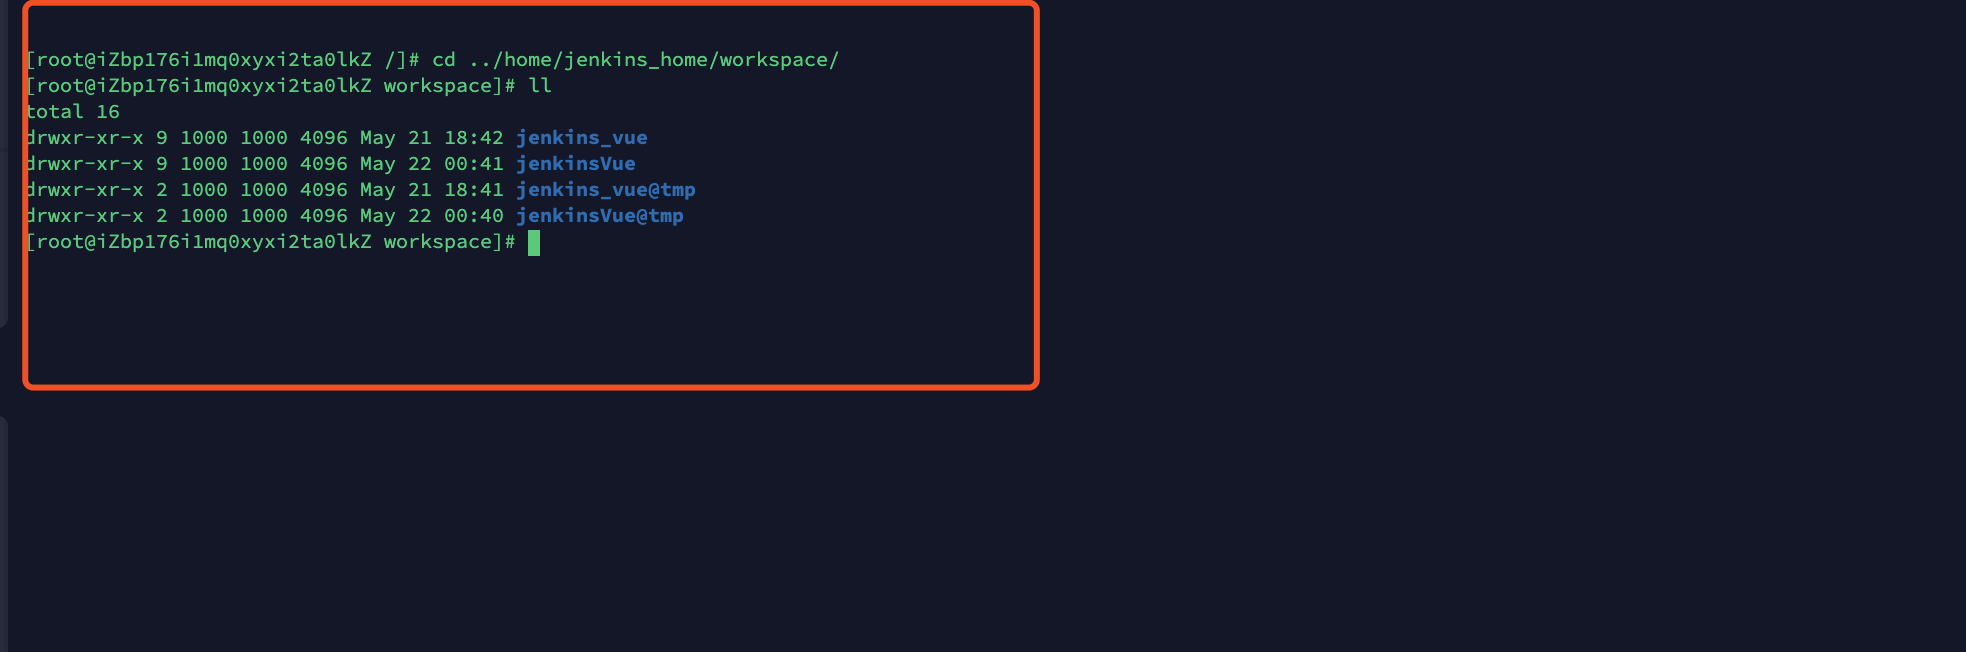 [root@iZbp176i1mq0xyxi2ta0lkZ /]# cd ../home/jenkins_home/workspace/
[root@iZbp176i1mq0xyxi2ta0lkZ workspace]# ll
total 16
drwxr-xr-x 9 1000 1000 4096 May 21 18:42 jenkins_vue
drwxr-xr-x 9 1000 1000 4096 May 22 00:41 jenkinsVue
drwxr-xr-x 2 1000 1000 4096 May 21 18:41 jenkins_vue@tmp
drwxr-xr-x 2 1000 1000 4096 May 22 00:40 jenkinsVue@tmp
[root@iZbp176i1mq0xyxi2ta0lkZ workspace]#